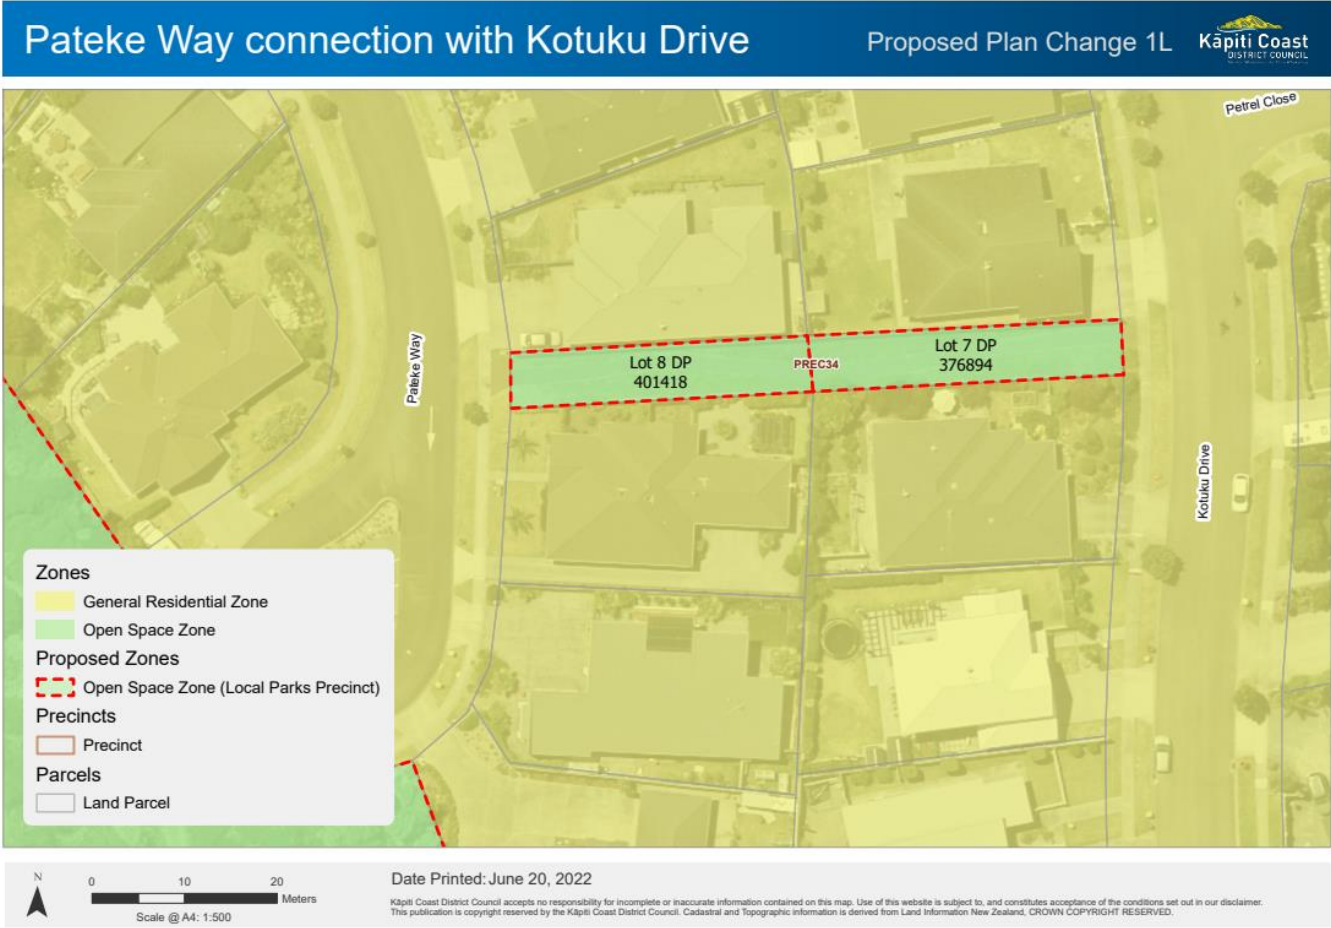 Pateke Way connection with Kotuku Drive
Proposed Plan Change 1L
Kāpiti Coast
DISTRICT COUNCIL
Petrel Close
Pateke Way
Lot 8 DP
401418
PREC34
Lot 7 DP
376894
Kotuku Drive
Zones
General Residential Zone
Open Space Zone
Proposed Zones
Open Space Zone (Local Parks Precinct)
Precincts
Precinct
Parcels
Land Parcel
N
0 10 20
Meters
Scale @ A4: 1:500
Date Printed: June 20, 2022
Kāpiti Coast District Council accepts no responsibility for incomplete or inaccurate information contained on this map. Use of this website is subject to, and constitutes acceptance of the conditions set out in our disclaimer.
This publication is copyright reserved by the Kāpiti Coast District Council. Cadastral and Topographic information is derived from Land Information New Zealand, CROWN COPYRIGHT RESERVED.